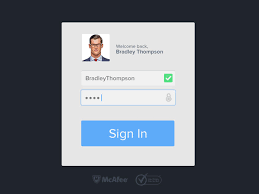 Welcome back,
Bradley Thompson
BradleyThompson
Sign In
McAfee